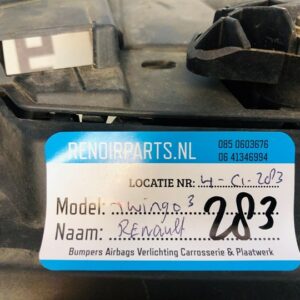 RENOIRPARTS.NL
085 0603676
06 41346994
LOCATIE NR: 4-C1-283
Model: twingo 3
283
Naam: RENAULT
Bumpers Airbags Verlichting Carrosserie & Plaatwerk